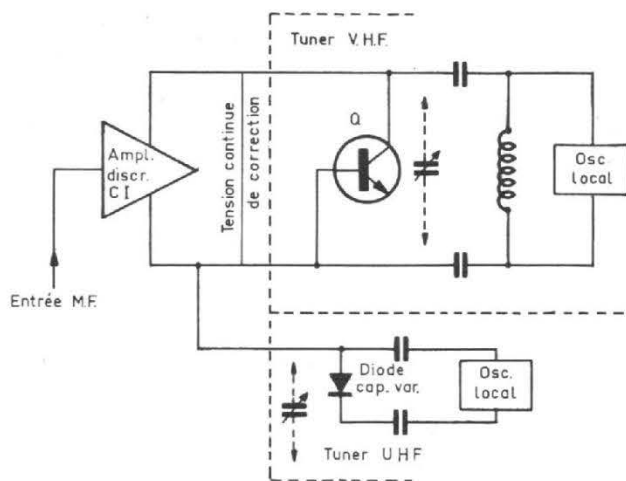 Tuner V.H.F.
Q
Ampl.
discr.
C I
Tension continue
de correction
Osc.
local
Entrée M.F.
Diode
cap. var.
Osc.
local
Tuner U H F